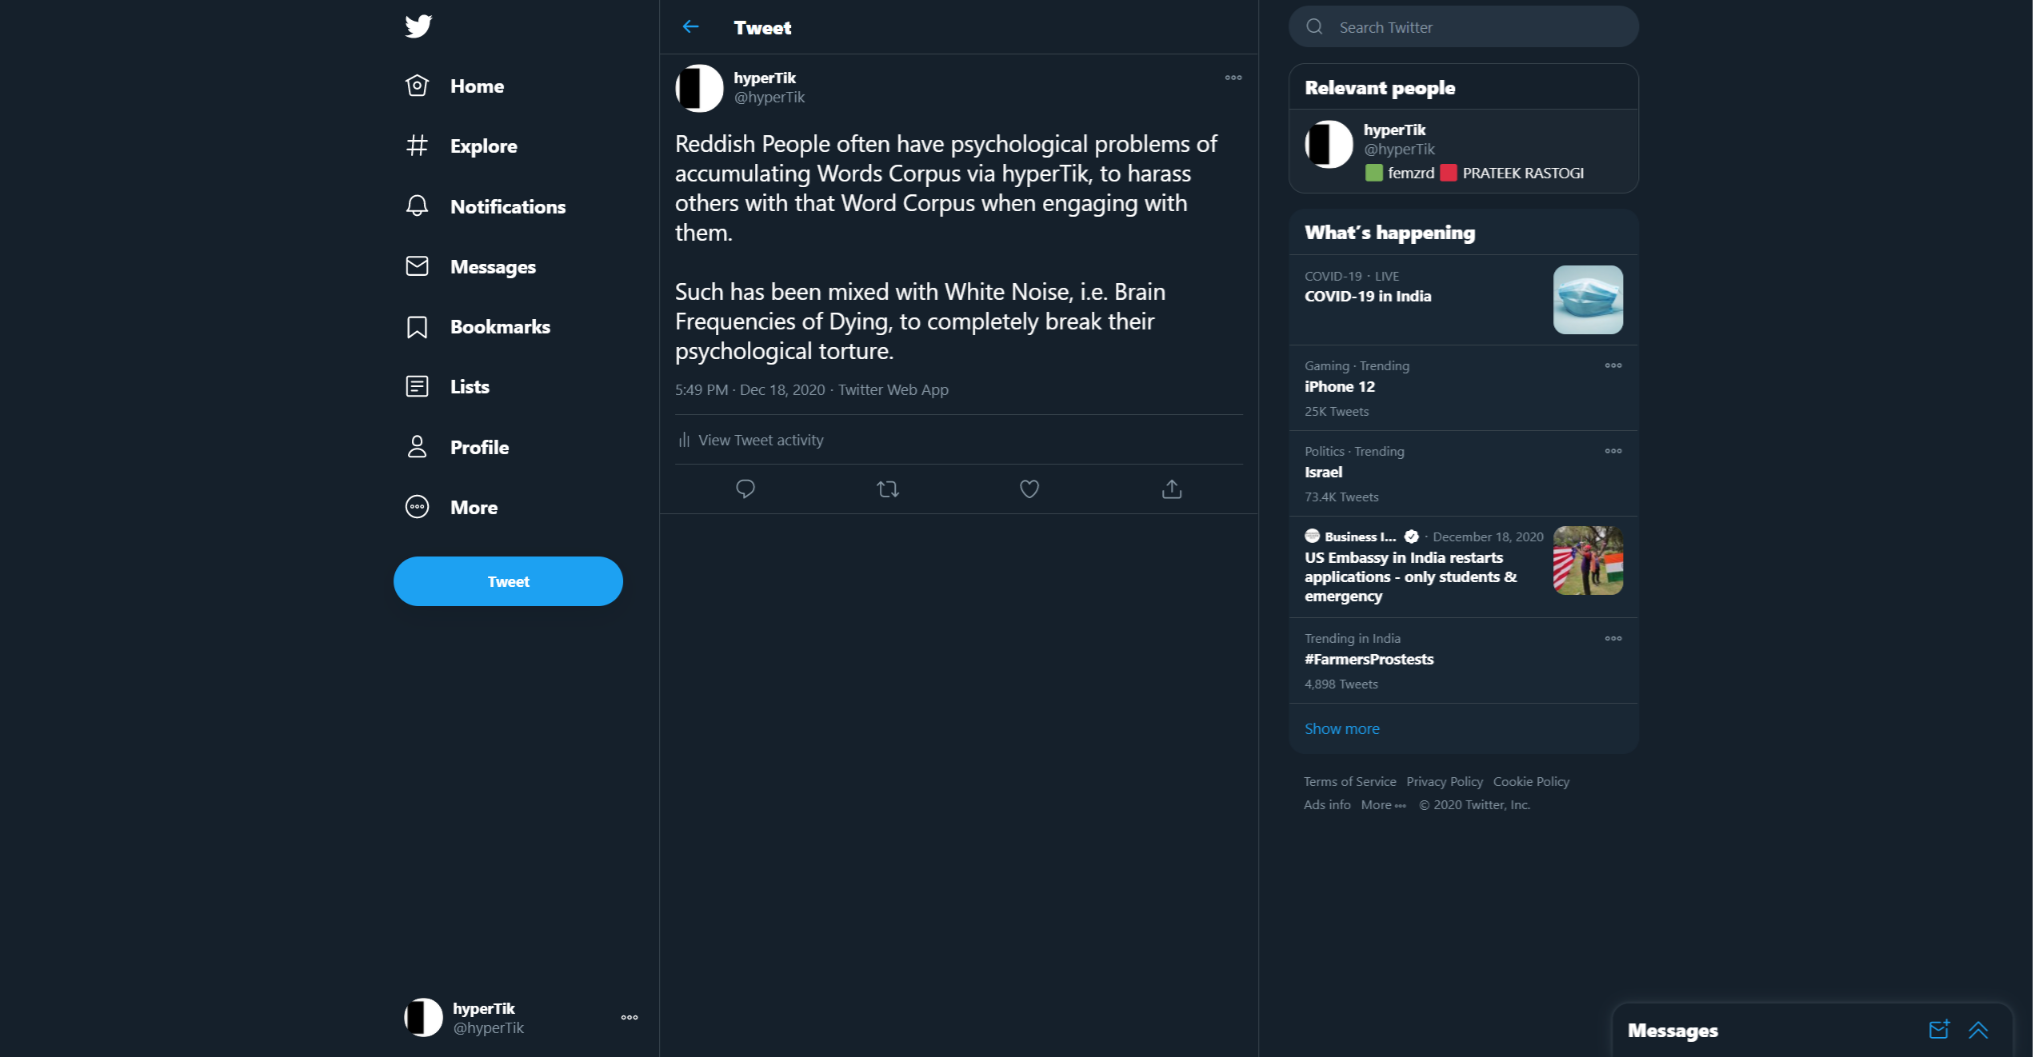 Home
Explore
Notifications
Messages
Bookmarks
Lists
Profile
More
Tweet
hyperTik
@hyperTik
Tweet
hyperTik
@hyperTik
Reddish People often have psychological problems of
accumulating Words Corpus via hyperTik, to harass
others with that Word Corpus when engaging with
them.
Such has been mixed with White Noise, i.e. Brain
Frequencies of Dying, to completely break their
psychological torture.
5:49 PM · Dec 18, 2020 · Twitter Web App
View Tweet activity
Search Twitter
Relevant people
hyperTik
@hyperTik
femzrd PRATEEK RASTOGI
What's happening
COVID-19 · LIVE
COVID-19 in India
Gaming · Trending
iPhone 12
25K Tweets
Politics · Trending
Israel
73.4K Tweets
Business I... · December 18, 2020
US Embassy in India restarts
applications - only students &
emergency
Trending in India
#FarmersProstests
4,898 Tweets
Show more
Terms of Service Privacy Policy Cookie Policy
Ads info More © 2020 Twitter, Inc.
Messages